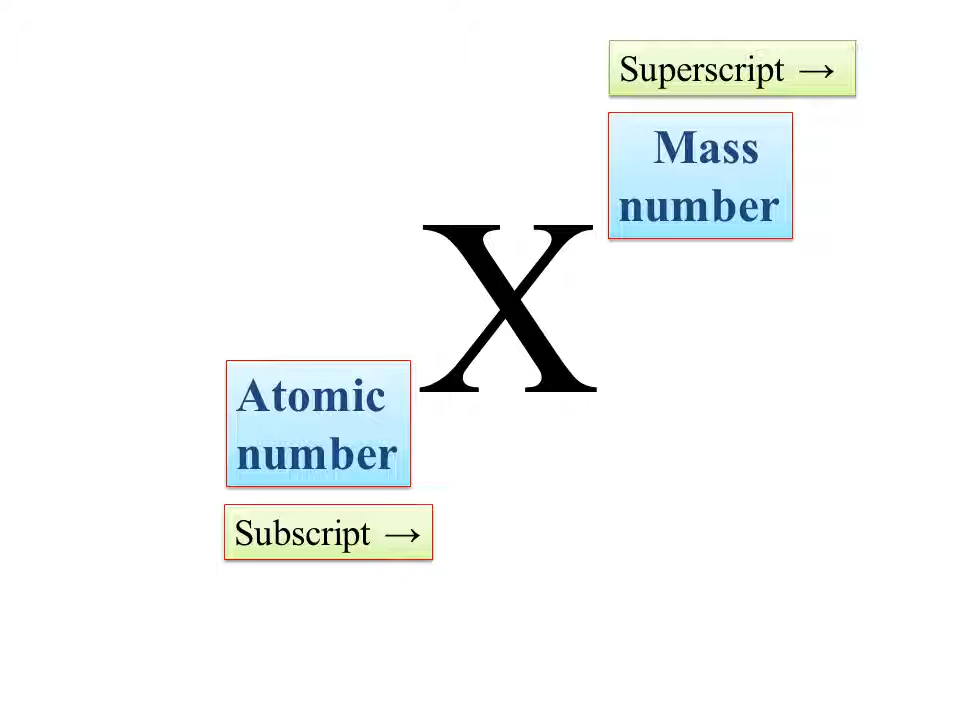 Superscript →
Mass
number
X
Atomic
number
Subscript →